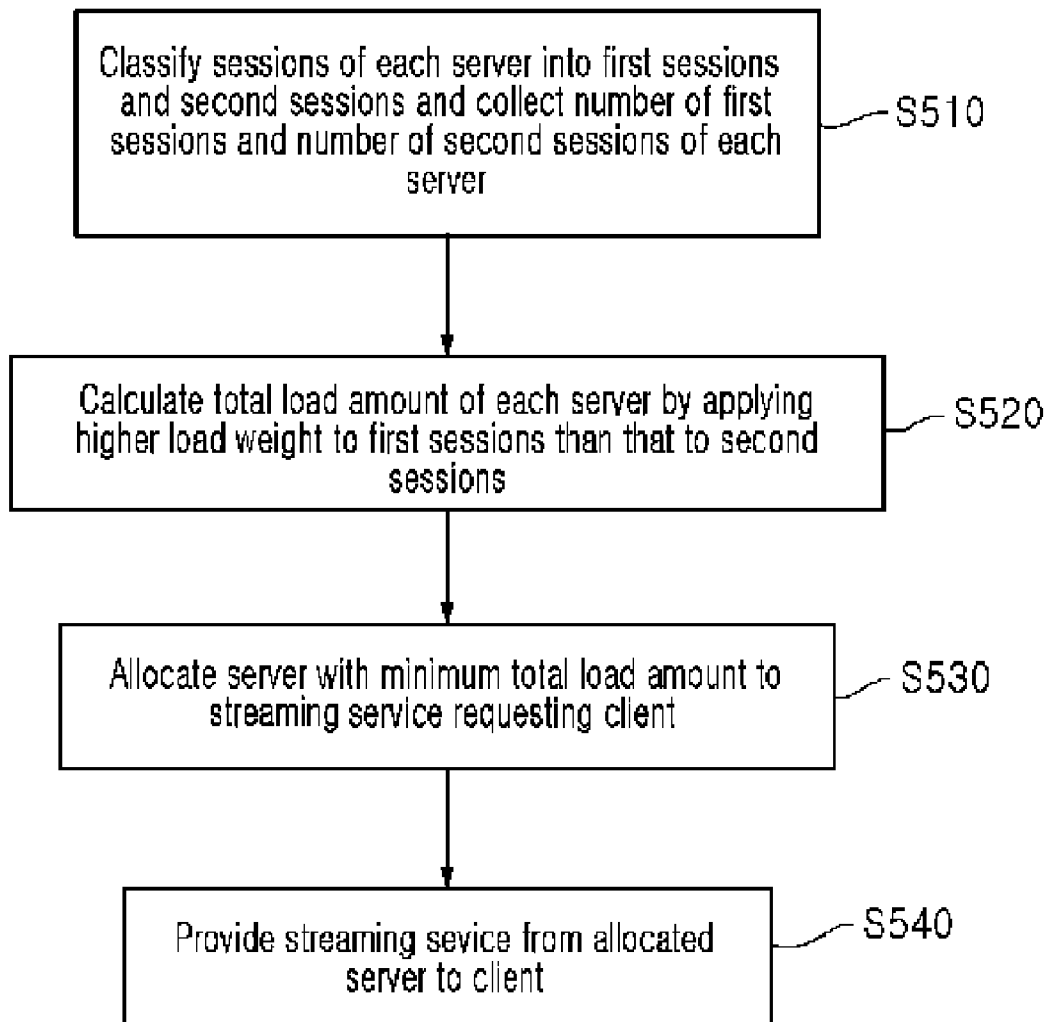 Classify sessions of each server into first sessions
and second sessions and collect number of first
sessions and number of second sessions of each
server
S510
Calculate total load amount of each server by applying
higher load weight to first sessions than that to second
sessions
S520
Allocate server with minimum total load amount to
streaming service requesting client
S530
Provide streaming sevice from allocated
server to client
S540